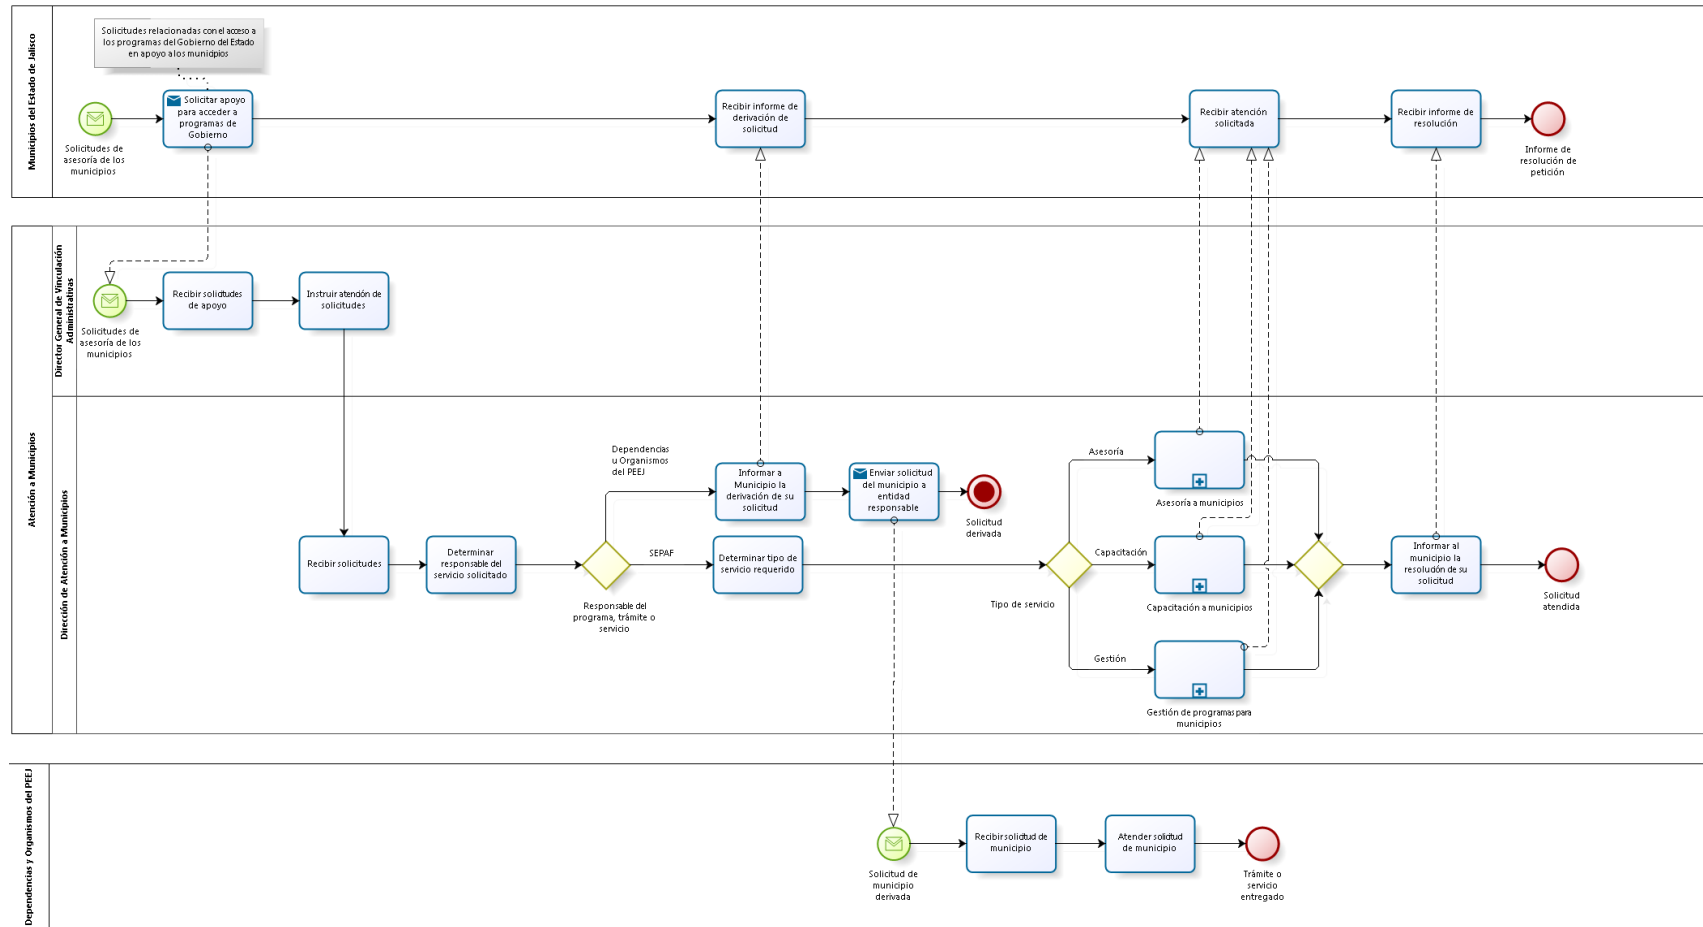 Municipios del Estado de Jalisco
Solicitudes relacionadas con el acceso a
los programas del Gobierno del Estado
en apoyo a los municipios
Solicitudes de
asesoría de los
municipios
Solicitar apoyo
para acceder a
programas de
Gobierno
Recibir informe de
derivación de
solicitud
Recibir atención
solicitada
Recibir informe de
resolución
Informe de
resolución de
petición
Atención a Municipios
Director General de Vinculación
Administrativas
Solicitudes de
asesoría de los
municipios
Recibir solicitudes
de apoyo
Instruir atención de
solicitudes
Dirección de Atención a Municipios
Recibir solicitudes
Determinar
responsable del
servicio solicitado
Responsable del
programa, trámite o
servicio
Dependencias
u Organismos
del PEEJ
SEPAF
Informar a
Municipio la
derivación de su
solicitud
Enviar solicitud
del municipio a
entidad
responsable
Solicitud
derivada
Determinar tipo de
servicio requerido
Tipo de servicio
Asesoría
Asesoría a municipios
Capacitación
Capacitación a municipios
Gestión
Gestión de programas para
municipios
Informar al
municipio la
resolución de su
solicitud
Solicitud
atendida
Dependencias y Organismos del PEEJ
Solicitud de
municipio
derivada
Recibir solicitud de
municipio
Atender solicitud
de municipio
Trámite o
servicio
entregado